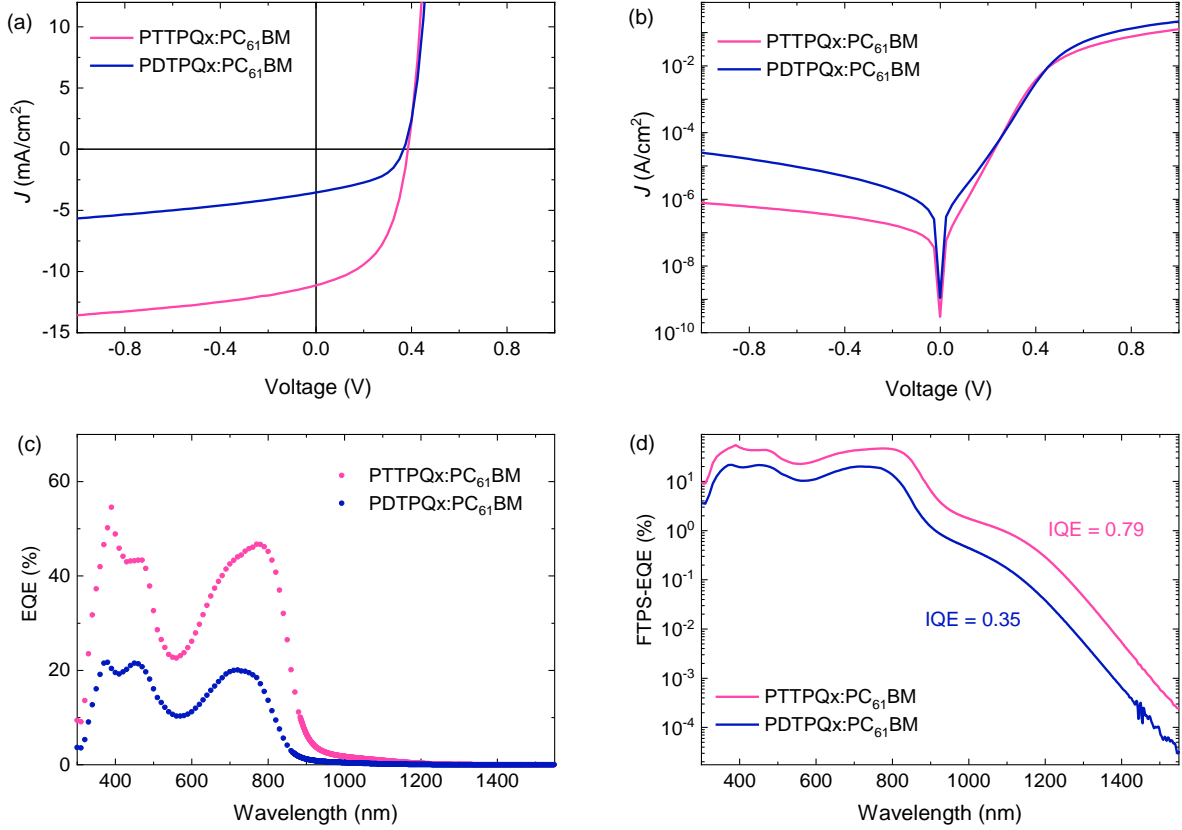 (a)
PTTPQx:PC61BM
PDTPQx:PC61BM
J (mA/cm2)
10
5
0
-5
-10
-15
-0.8 -0.4 0.0 0.4 0.8
Voltage (V)
(b)
PTTPQx:PC61BM
PDTPQx:PC61BM
J (A/cm2)
10-2
10-4
10-6
10-8
10-10
-0.8 -0.4 0.0 0.4 0.8
Voltage (V)
(c)
PTTPQx:PC61BM
PDTPQx:PC61BM
EQE (%)
60
40
20
0
400 600 800 1000 1200 1400
Wavelength (nm)
(d)
IQE = 0.79
IQE = 0.35
PTTPQx:PC61BM
PDTPQx:PC61BM
FTPS-EQE (%)
101
100
10-1
10-2
10-3
10-4
400 600 800 1000 1200 1400
Wavelength (nm)